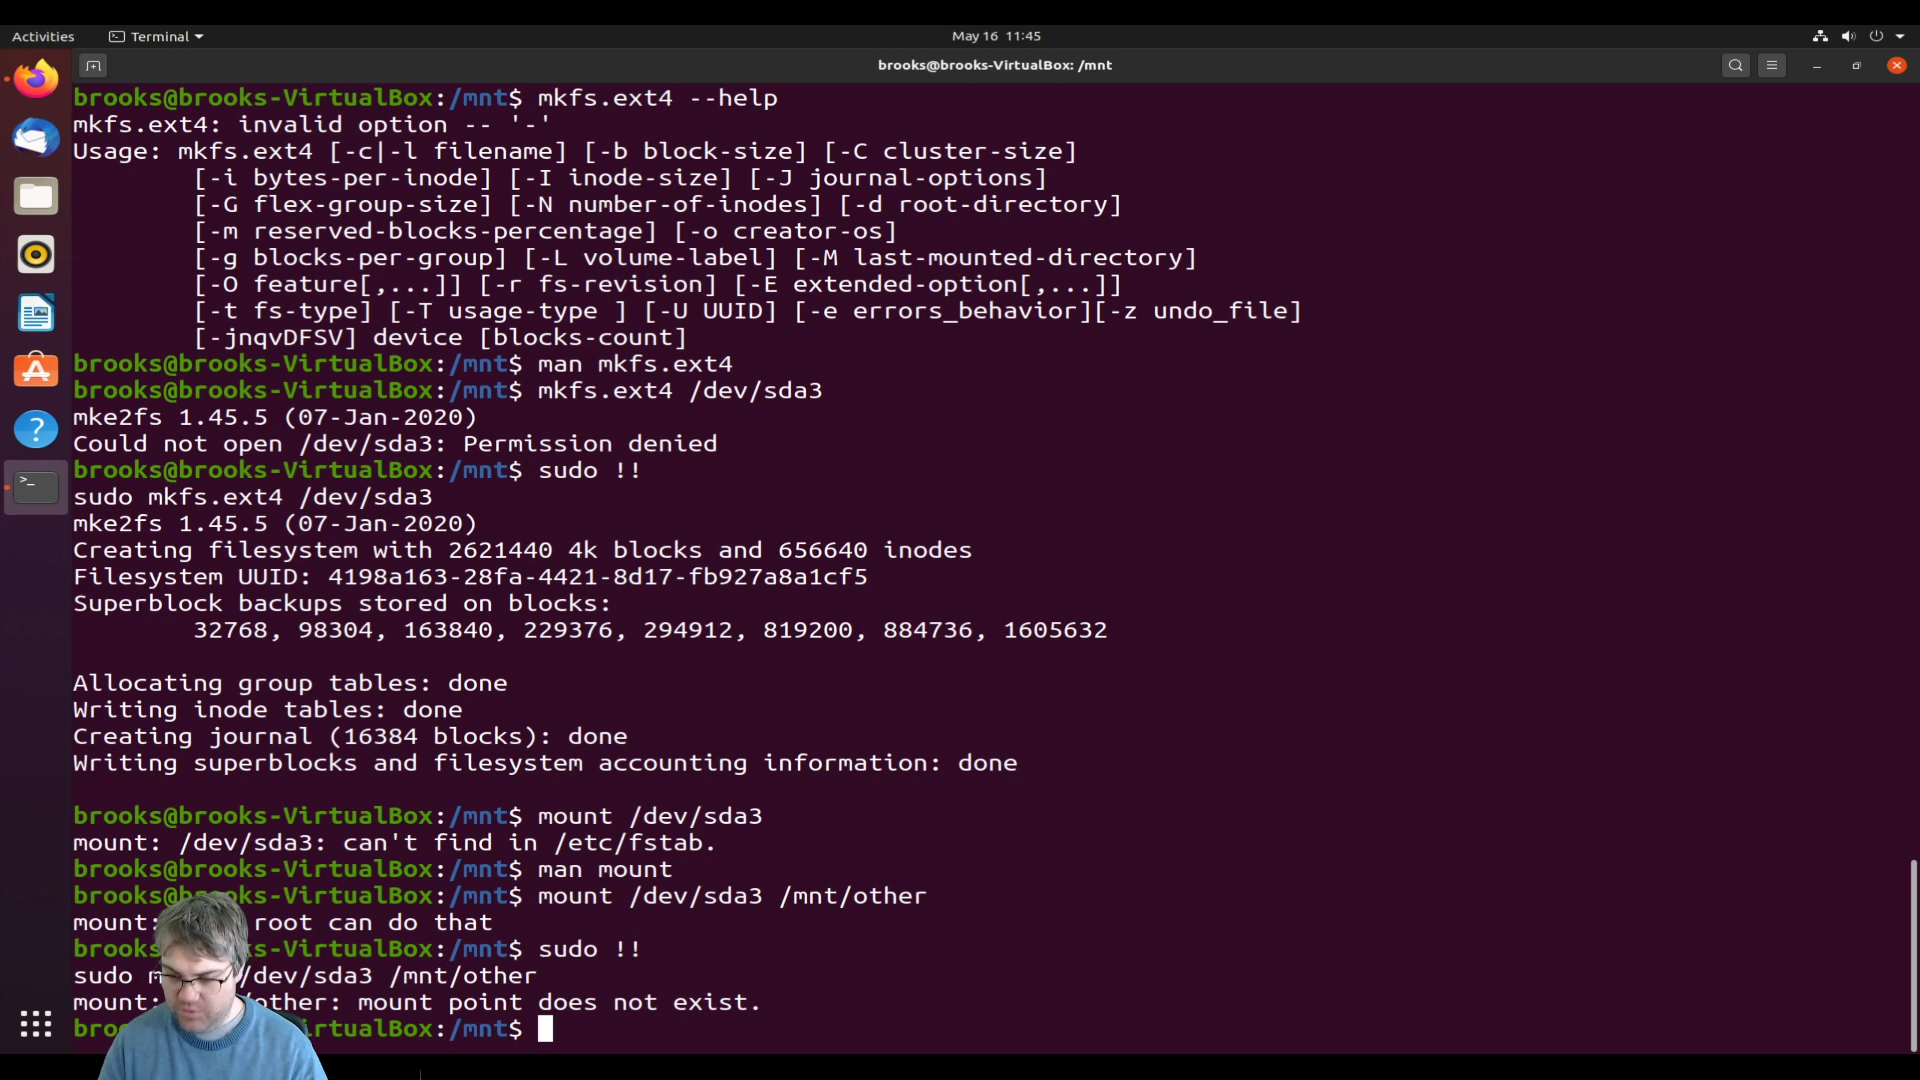 Activities Terminal May 16 11:45
brooks@brooks-VirtualBox: /mnt
brooks@brooks-VirtualBox:/mnt$ mkfs.ext4 --help
mkfs.ext4: invalid option -- '-'
Usage: mkfs.ext4 [-c|-l filename] [-b block-size] [-C cluster-size]
[-i bytes-per-inode] [-I inode-size] [-J journal-options]
[-G flex-group-size] [-N number-of-inodes] [-d root-directory]
[-m reserved-blocks-percentage] [-o creator-os]
[-g blocks-per-group] [-L volume-label] [-M last-mounted-directory]
[-O feature[,...]] [-r fs-revision] [-E extended-option[,...]]
[-t fs-type] [-T usage-type ] [-U UUID] [-e errors_behavior][-z undo_file]
[-jnqvDFSV] device [blocks-count]
brooks@brooks-VirtualBox:/mnt$ man mkfs.ext4
brooks@brooks-VirtualBox:/mnt$ mkfs.ext4 /dev/sda3
mke2fs 1.45.5 (07-Jan-2020)
Could not open /dev/sda3: Permission denied
brooks@brooks-VirtualBox:/mnt$ sudo !!
sudo mkfs.ext4 /dev/sda3
mke2fs 1.45.5 (07-Jan-2020)
Creating filesystem with 2621440 4k blocks and 656640 inodes
Filesystem UUID: 4198a163-28fa-4421-8d17-fb927a8a1cf5
Superblock backups stored on blocks:
32768, 98304, 163840, 229376, 294912, 819200, 884736, 1605632
Allocating group tables: done
Writing inode tables: done
Creating journal (16384 blocks): done
Writing superblocks and filesystem accounting information: done
brooks@brooks-VirtualBox:/mnt$ mount /dev/sda3
mount: /dev/sda3: can't find in /etc/fstab.
brooks@brooks-VirtualBox:/mnt$ man mount
brooks@brooks-VirtualBox:/mnt$ mount /dev/sda3 /mnt/other
mount: root can do that
brooks ks-VirtualBox:/mnt$ sudo !!
sudo m /dev/sda3 /mnt/other
mount: /other: mount point does not exist.
broo irtualBox:/mnt$